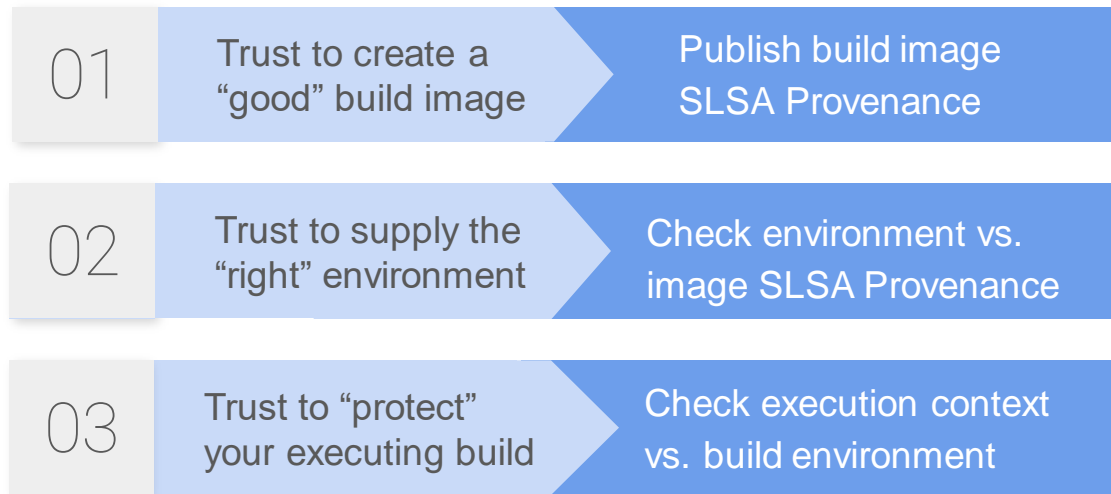 01
Trust to create a
“good” build image
Publish build image
SLSA Provenance
02
Trust to supply the
“right” environment
Check environment vs.
image SLSA Provenance
03
Trust to “protect”
your executing build
Check execution context
vs. build environment